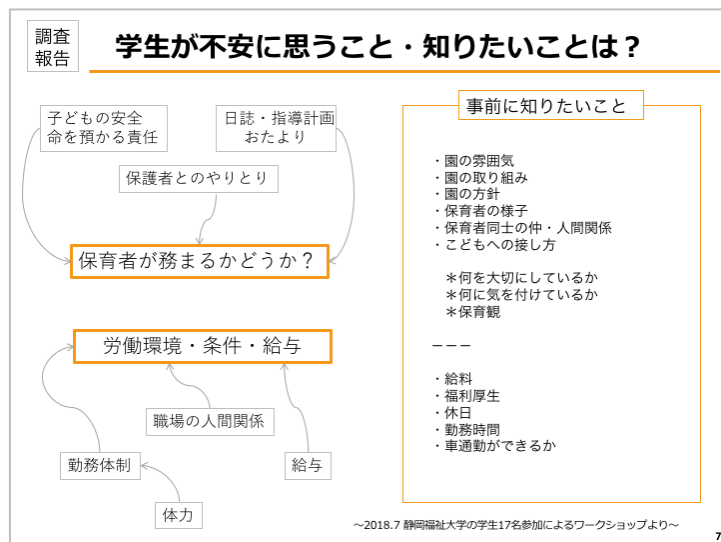 調査
報告
学生が不安に思うこと・知りたいことは？
子どもの安全
命を預かる責任
日誌・指導計画
おたより
保護者とのやりとり
保育者が務まるかどうか？
労働環境・条件・給与
職場の人間関係
勤務体制
給与
体力
事前に知りたいこと
・園の雰囲気
・園の取り組み
・園の方針
・保育者の様子
・保育者同士の仲・人間関係
・こどもへの接し方
＊何を大切にしているか
＊何に気を付けているか
＊保育観
ーーー
・給料
・福利厚生
・休日
・勤務時間
・車通勤ができるか
～2018.7 静岡福祉大学の学生17名参加によるワークショップより～
7